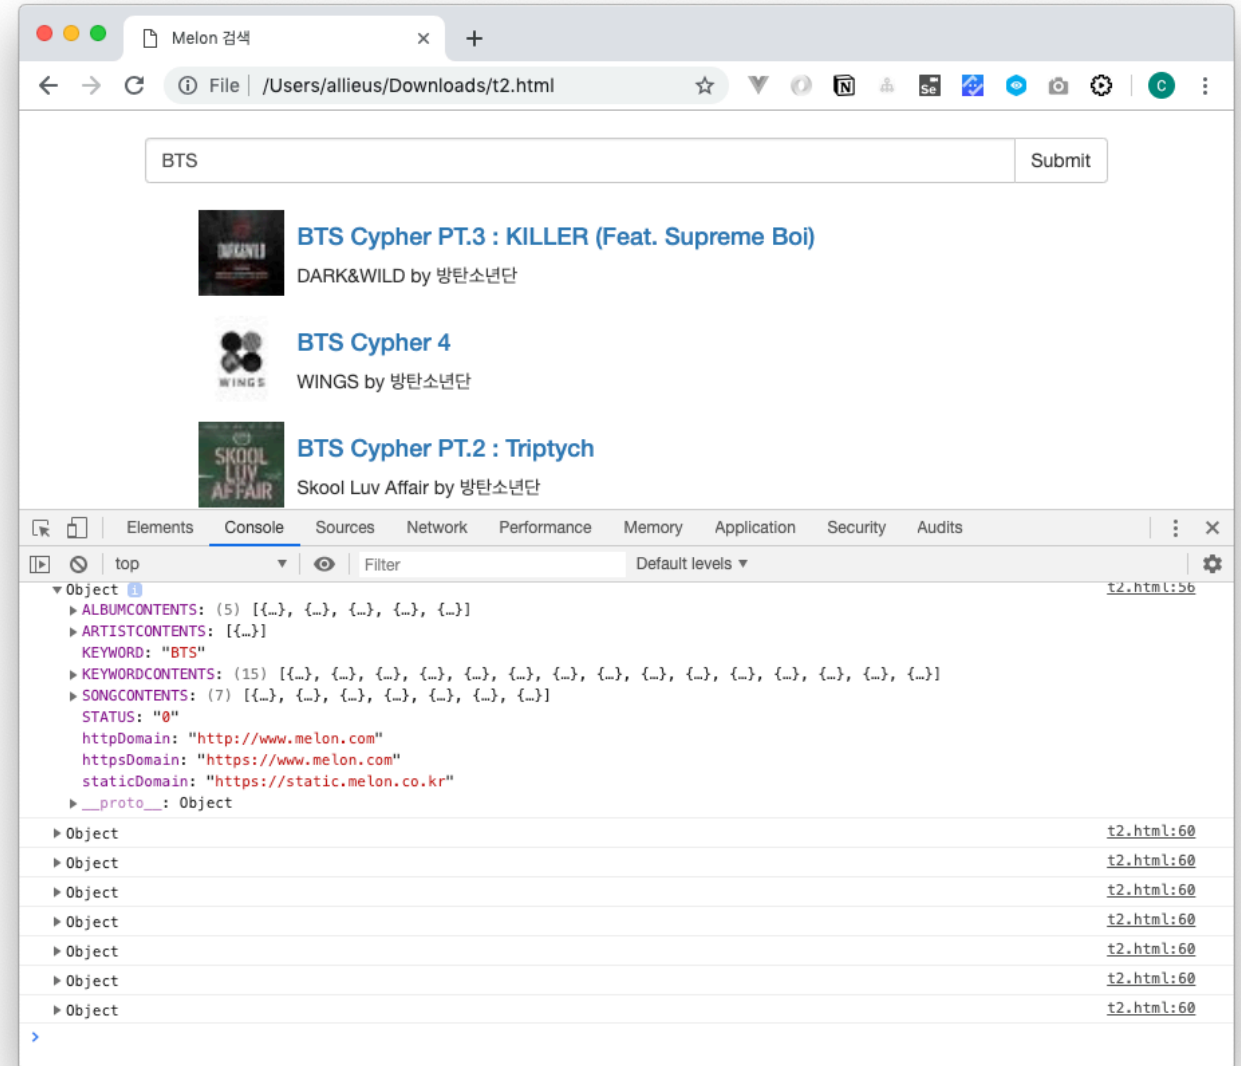 Melon 검색
File /Users/allieus/Downloads/t2.html
C
BTS
Submit
DARK&WILD
BTS Cypher PT.3 : KILLER (Feat. Supreme Boi)
DARK&WILD by 방탄소년단
WINGS
BTS Cypher 4
WINGS by 방탄소년단
SKOOL
LUV
AFFAIR
BTS Cypher PT.2 : Triptych
Skool Luv Affair by 방탄소년단
Elements Console Sources Network Performance Memory Application Security Audits
top Filter Default levels
Object t2.html:56
ALBUMCONTENTS: (5) [{…}, {…}, {…}, {…}, {…}]
ARTISTCONTENTS: [{…}]
KEYWORD: "BTS"
KEYWORDCONTENTS: (15) [{…}, {…}, {…}, {…}, {…}, {…}, {…}, {…}, {…}, {…}, {…}, {…}, {…}, {…}, {…}]
SONGCONTENTS: (7) [{…}, {…}, {…}, {…}, {…}, {…}, {…}]
STATUS: "0"
httpDomain: "http://www.melon.com"
httpsDomain: "https://www.melon.com"
staticDomain: "https://static.melon.co.kr"
__proto__: Object
Object t2.html:60
Object t2.html:60
Object t2.html:60
Object t2.html:60
Object t2.html:60
Object t2.html:60
Object t2.html:60